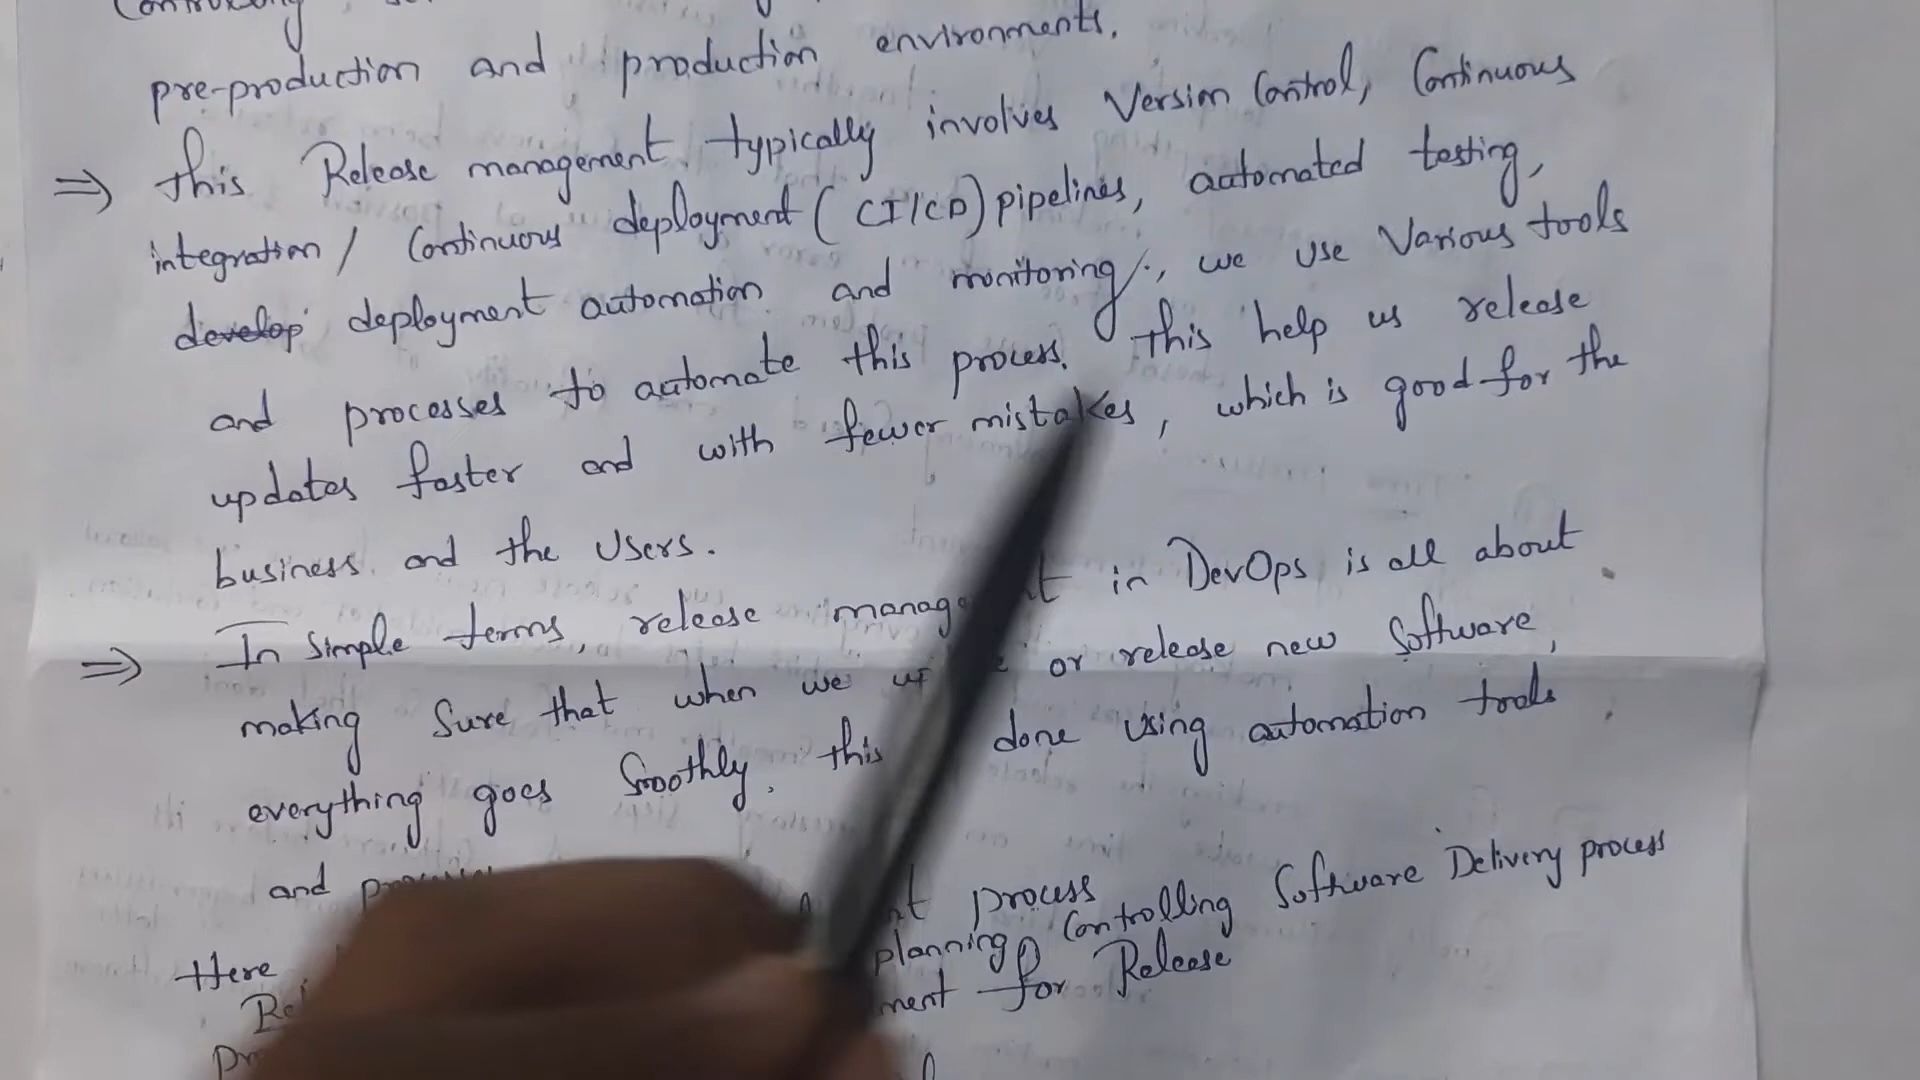 pre-production and production environments.
⇒ this Release management typically involves Version Control, Continuous
integration / Continuous deployment (CI/CD) pipelines, automated testing,
develop deployment automation and monitoring, we use Various tools
and processes to automate this process. This help us release
updates faster and with fewer mistakes, which is good for the
business and the Users.
⇒ In Simple terms, release in DevOps is all about
making Sure that when we or release new Software,
everything goes Smoothly. this done using automation tools
and process
Here planning Controlling Software Delivery process
for Release